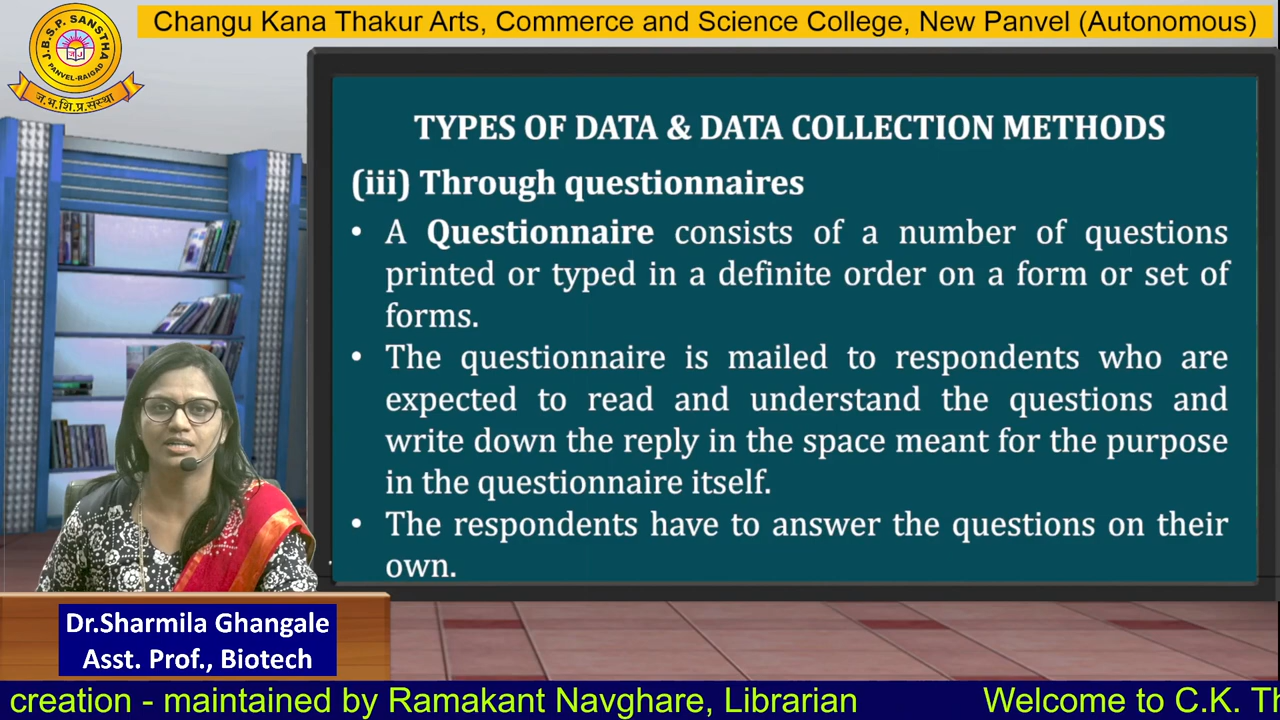 Changu Kana Thakur Arts, Commerce and Science College, New Panvel (Autonomous)
J.B.S.P. SANSTHA
PANVEL-RAIGAD
ज.भ.शि.प्र.संस्था
TYPES OF DATA & DATA COLLECTION METHODS
(iii) Through questionnaires
• A Questionnaire consists of a number of questions
printed or typed in a definite order on a form or set of
forms.
• The questionnaire is mailed to respondents who are
expected to read and understand the questions and
write down the reply in the space meant for the purpose
in the questionnaire itself.
• The respondents have to answer the questions on their
own.
Dr.Sharmila Ghangale
Asst. Prof., Biotech
creation - maintained by Ramakant Navghare, Librarian Welcome to C.K. Th